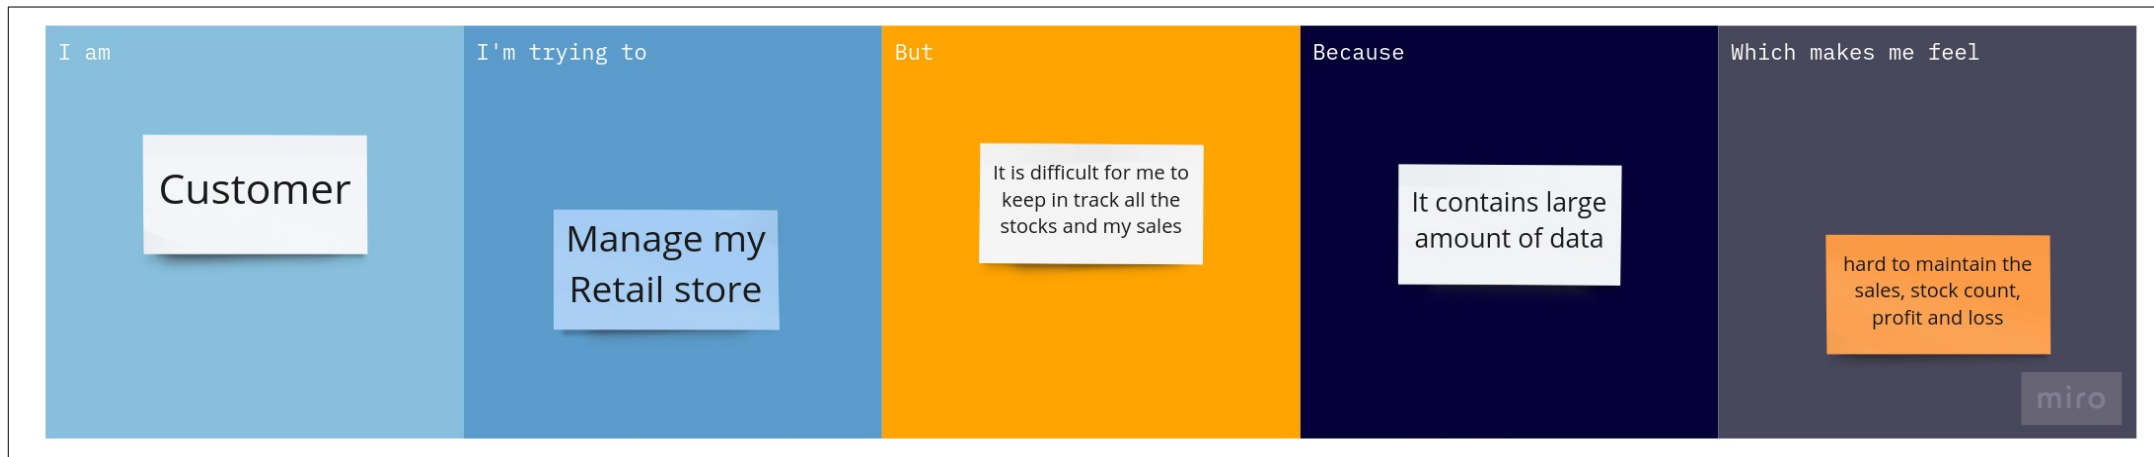 I am
Customer
I'm trying to
Manage my
Retail store
But
It is difficult for me to
keep in track all the
stocks and my sales
Because
It contains large
amount of data
Which makes me feel
hard to maintain the
sales, stock count,
profit and loss
miro